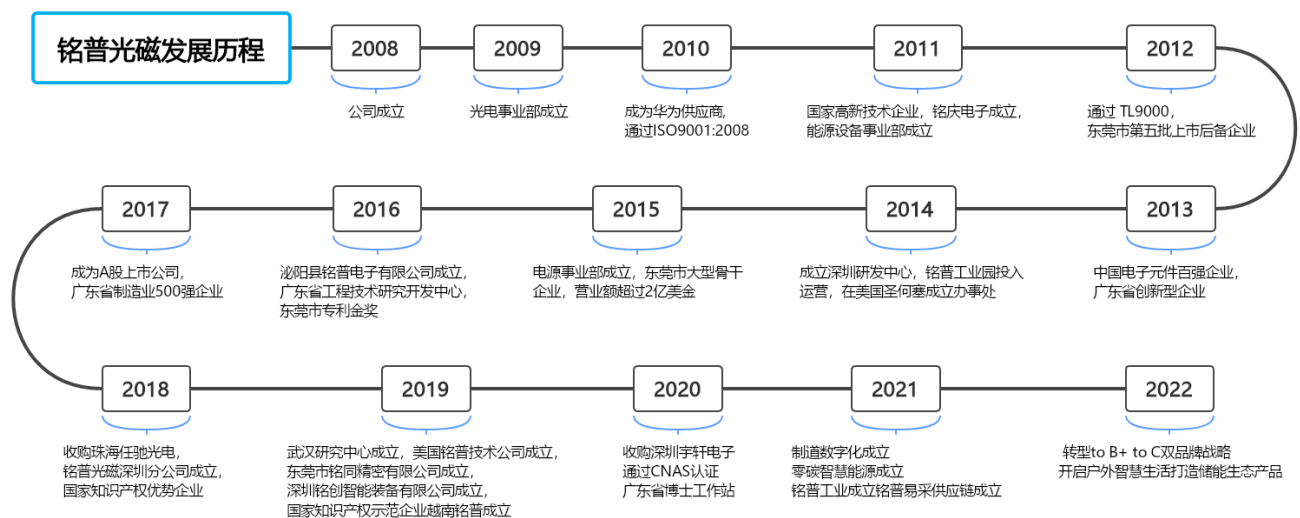 铭普光磁发展历程
2008
公司成立
2009
光电事业部成立
2010
成为华为供应商,
通过ISO9001:2008
2011
国家高新技术企业，铭庆电子成立,
能源设备事业部成立
2012
通过 TL9000,
东莞市第五批上市后备企业
2013
中国电子元件百强企业,
广东省创新型企业
2014
成立深圳研发中心，铭普工业园投入
运营，在美国圣何塞成立办事处
2015
电源事业部成立，东莞市大型骨干
企业，营业额超过2亿美金
2016
泌阳县铭普电子有限公司成立,
广东省工程技术研究开发中心,
东莞市专利金奖
2017
成为A股上市公司,
广东省制造业500强企业
2018
收购珠海任驰光电,
铭普光磁深圳分公司成立,
国家知识产权优势企业
2019
武汉研究中心成立，美国铭普技术公司成立,
东莞市铭同精密有限公司成立,
深圳铭创智能装备有限公司成立,
国家知识产权示范企业越南铭普成立
2020
收购深圳宇轩电子
通过CNAS认证
广东省博士工作站
2021
制道数字化成立
零碳智慧能源成立
铭普工业成立铭普易采供应链成立
2022
转型to B+ to C双品牌战略
开启户外智慧生活打造储能生态产品